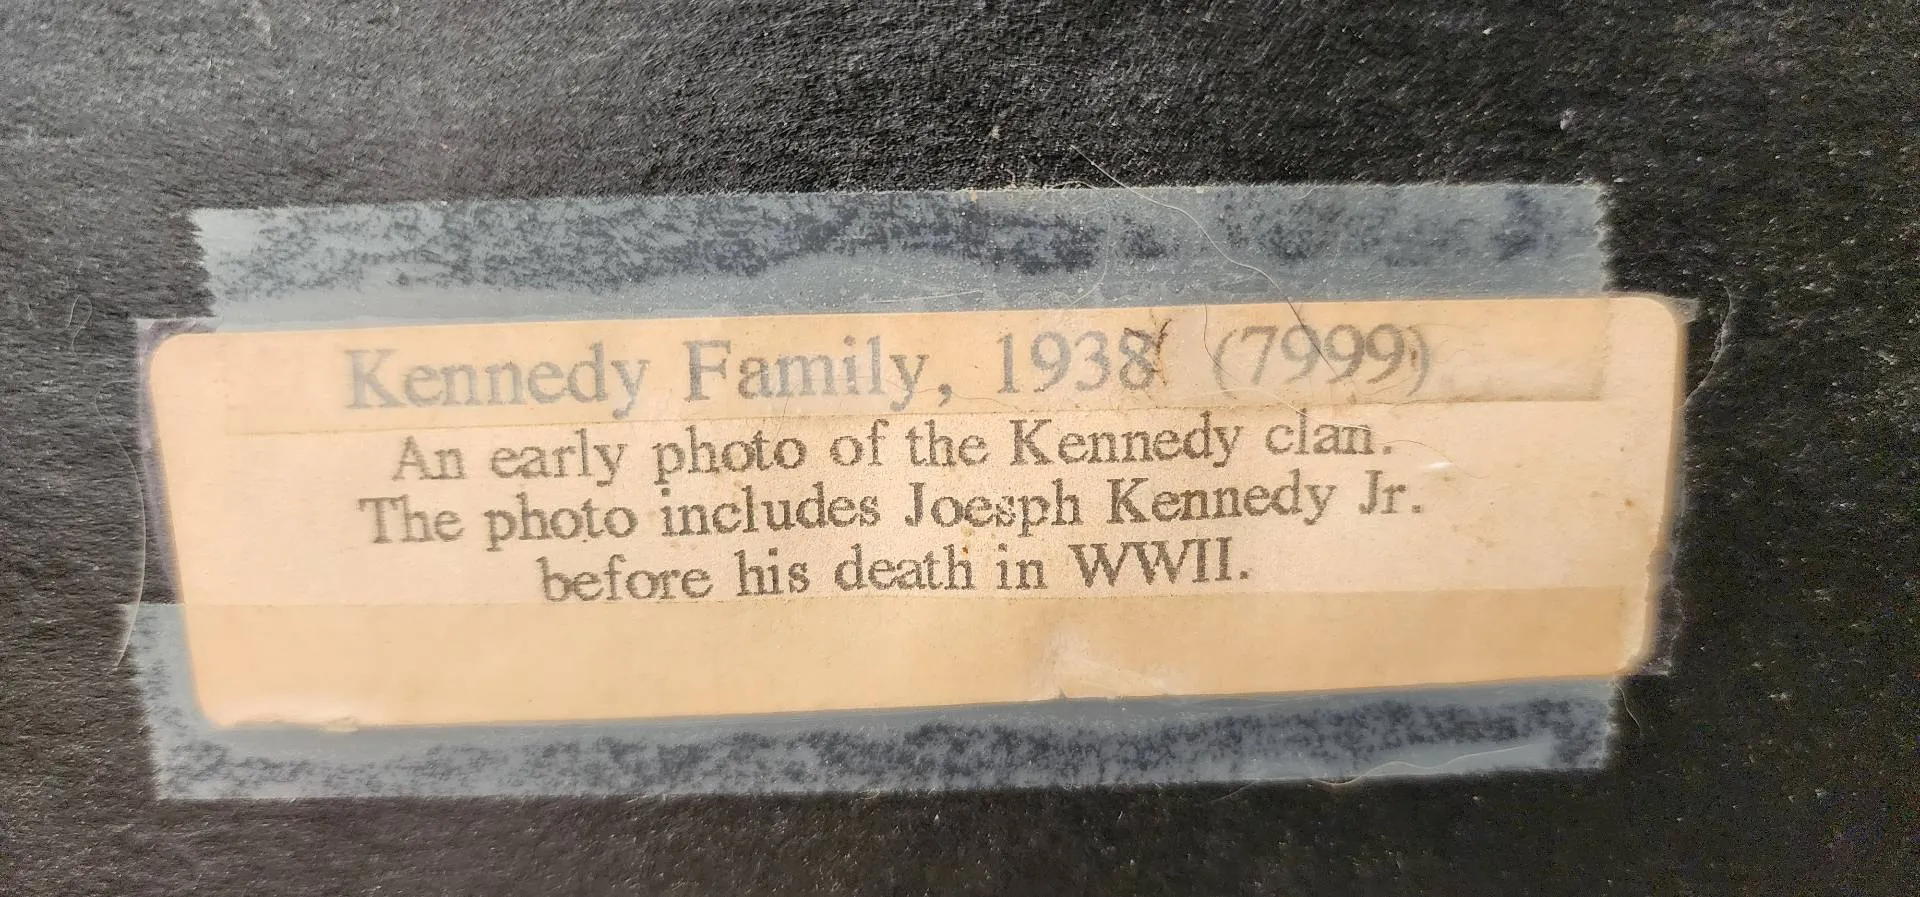 Kennedy Family, 1938 (7999)
An early photo of the Kennedy clan.
The photo includes Joesph Kennedy Jr.
before his death in WWII.